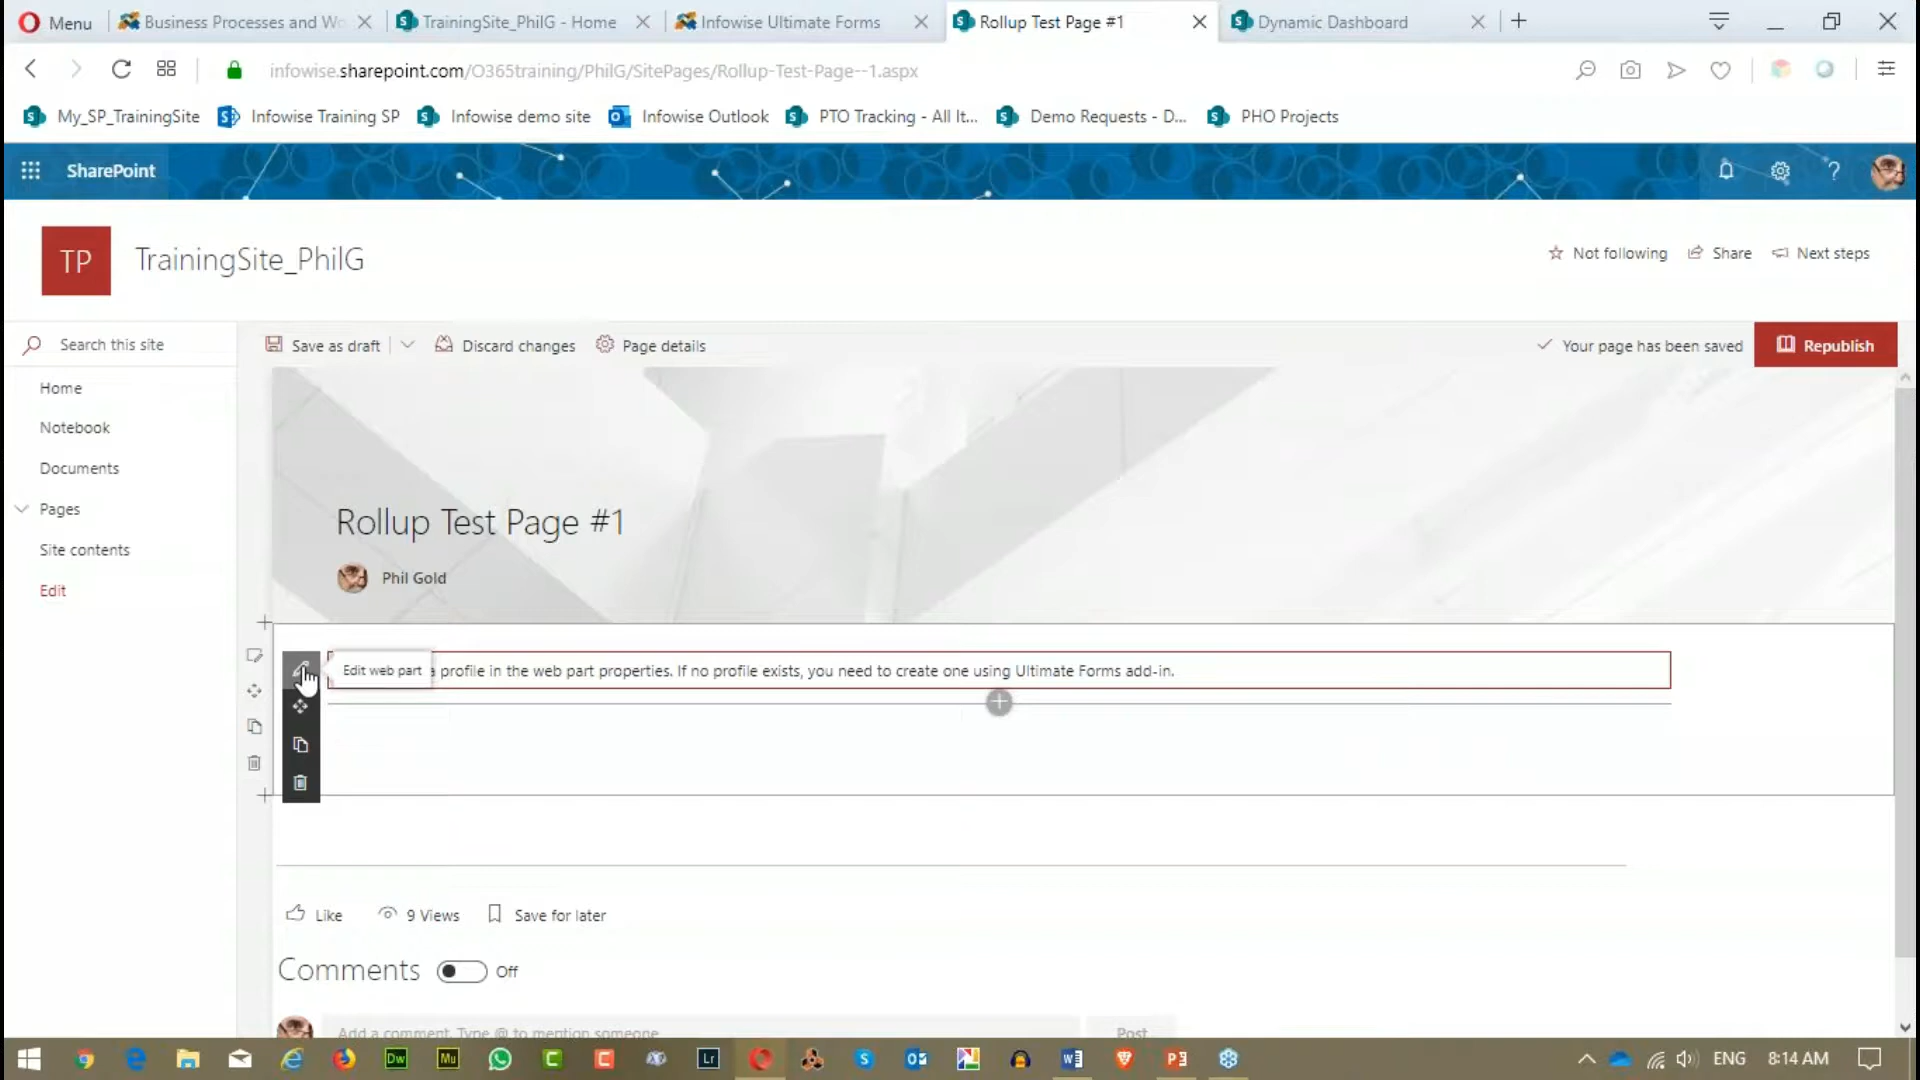 Menu
Business Processes and Wo
TrainingSite_PhilG - Home
Infowise Ultimate Forms
Rollup Test Page #1
Dynamic Dashboard
infowise.sharepoint.com/O365training/PhilG/SitePages/Rollup-Test-Page--1.aspx
My_SP_TrainingSite
Infowise Training SP
Infowise demo site
Infowise Outlook
PTO Tracking - All It...
Demo Requests - D...
PHO Projects
SharePoint
TP
TrainingSite_PhilG
Not following
Share
Next steps
Search this site
Save as draft
Discard changes
Page details
Your page has been saved
Republish
Home
Notebook
Documents
Pages
Site contents
Edit
Rollup Test Page #1
Phil Gold
Edit web part
a profile in the web part properties. If no profile exists, you need to create one using Ultimate Forms add-in.
Like
9 Views
Save for later
Comments
Off
Add a comment. Type @ to mention someone
Post
Dw
Mu
Lr
ENG
8:14 AM